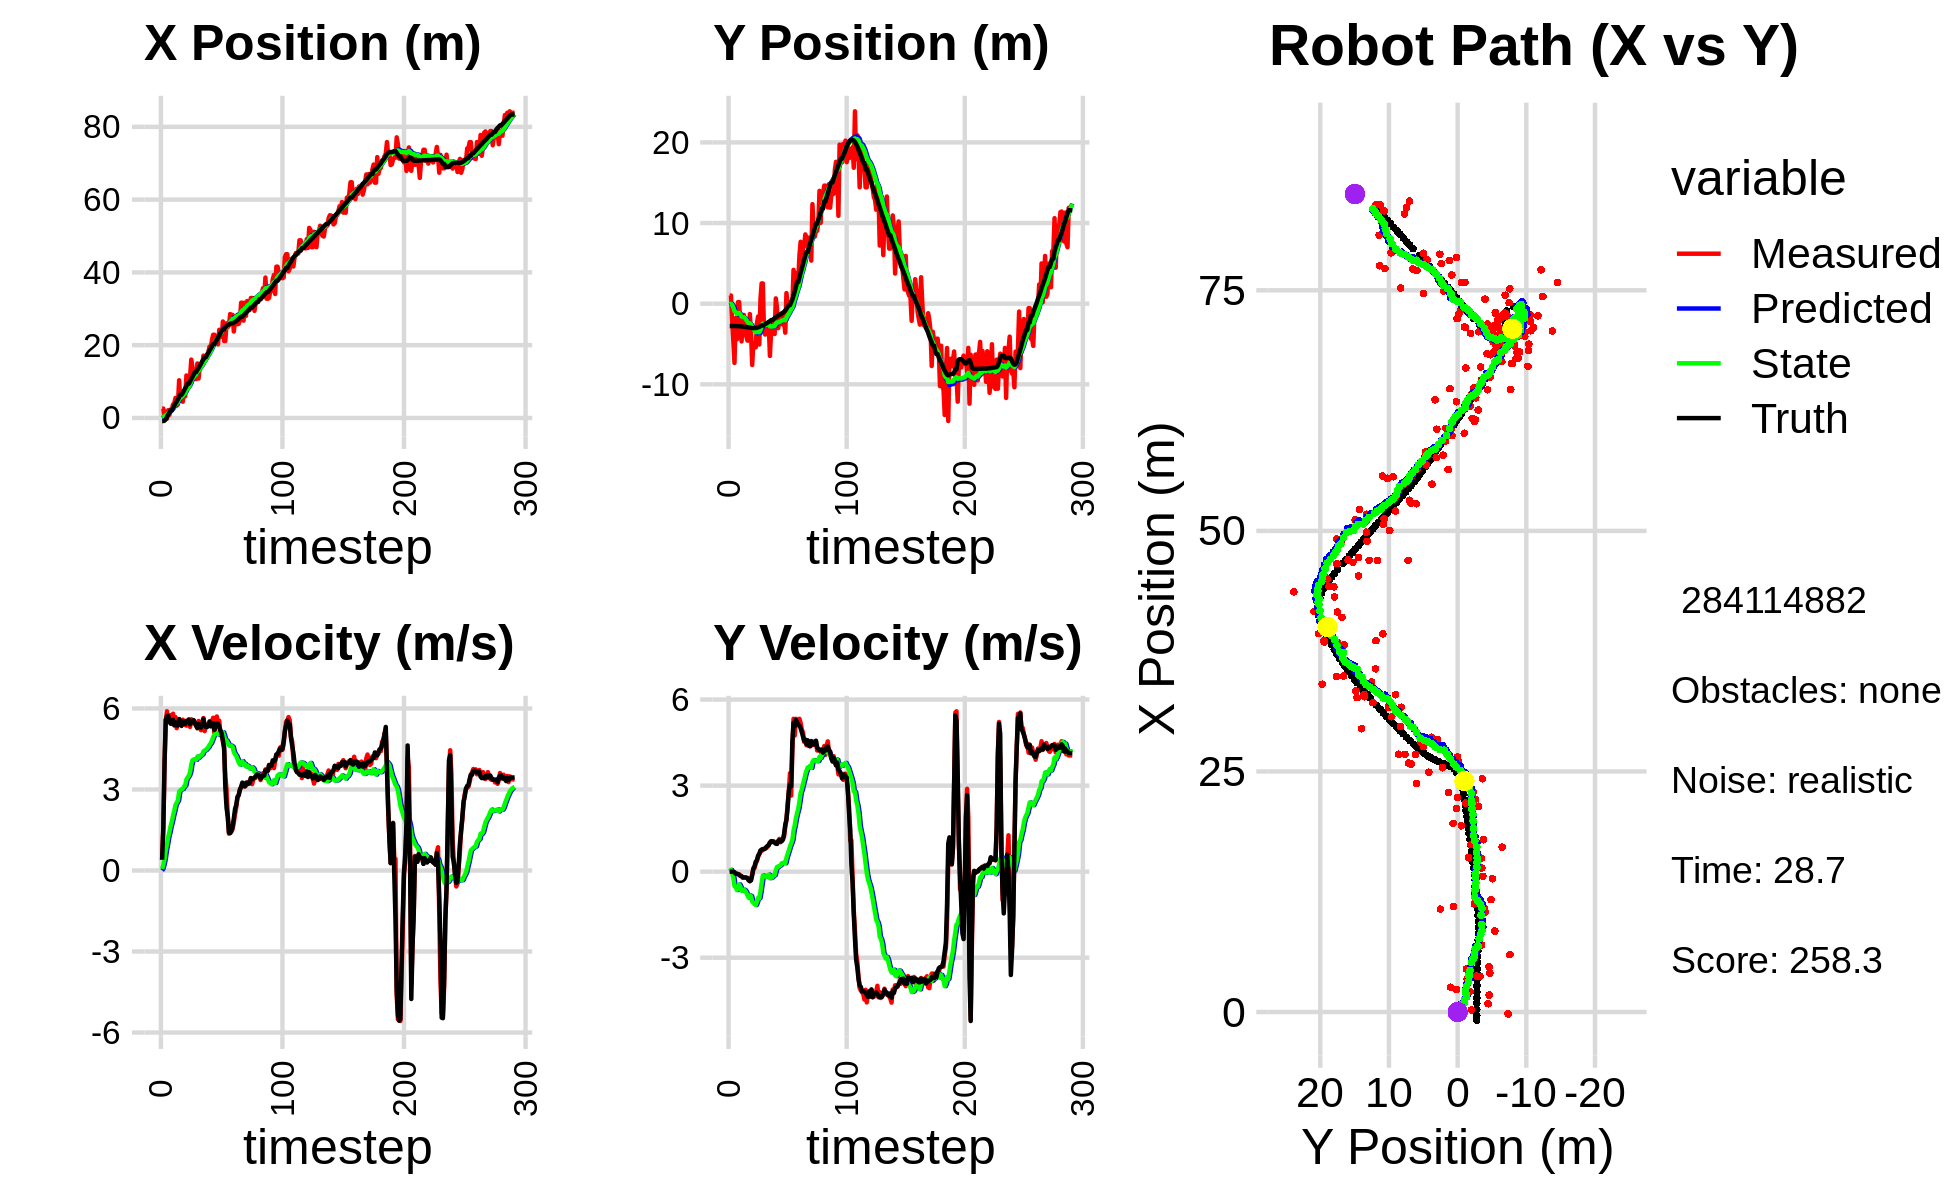 X Position (m)
80
60
40
20
0
0
100
200
300
timestep
Y Position (m)
20
10
0
-10
0
100
200
300
timestep
X Velocity (m/s)
6
3
0
-3
-6
0
100
200
300
timestep
Y Velocity (m/s)
6
3
0
-3
0
100
200
300
timestep
Robot Path (X vs Y)
X Position (m)
75
50
25
0
20 10 0 -10 -20
Y Position (m)
variable
Measured
Predicted
State
Truth
284114882
Obstacles: none
Noise: realistic
Time: 28.7
Score: 258.3